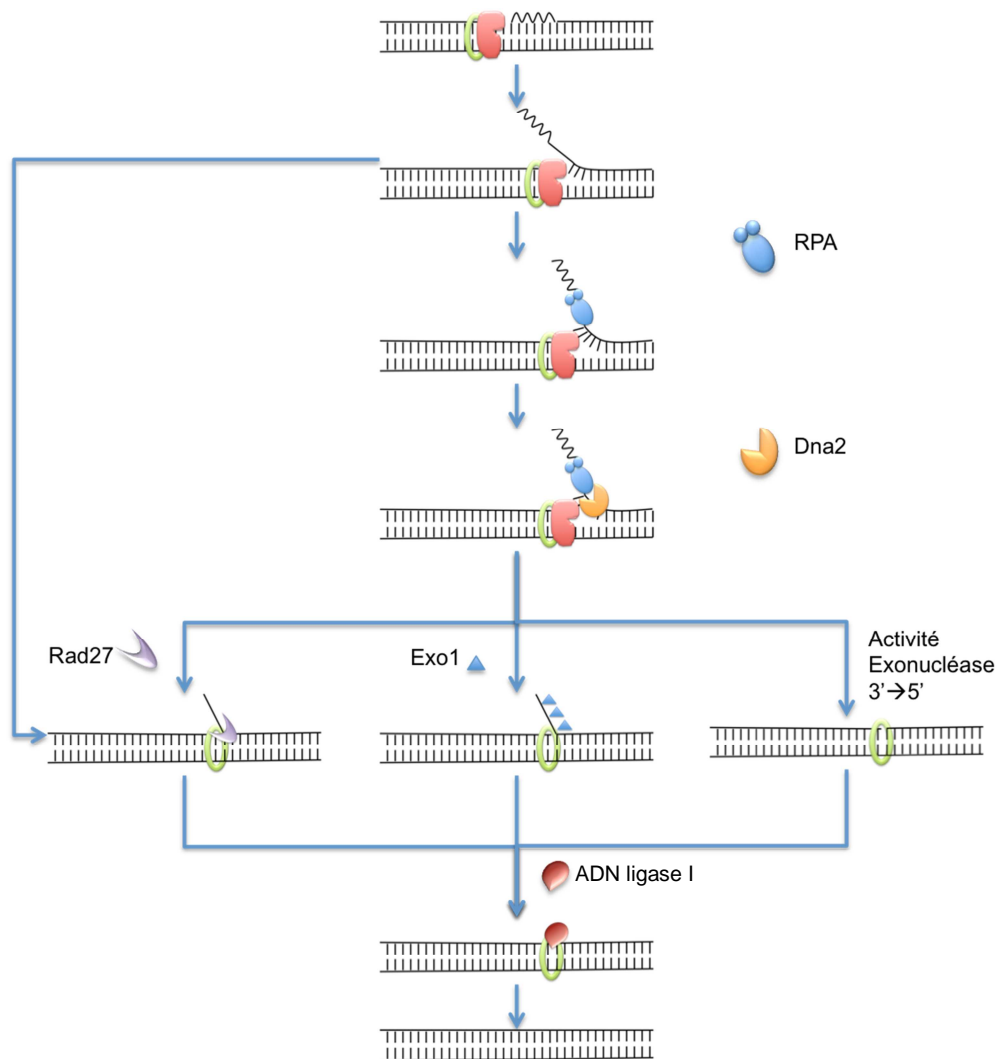 RPA
Dna2
Rad27
Exo1
Activité
Exonucléase
3’→5’
ADN ligase I